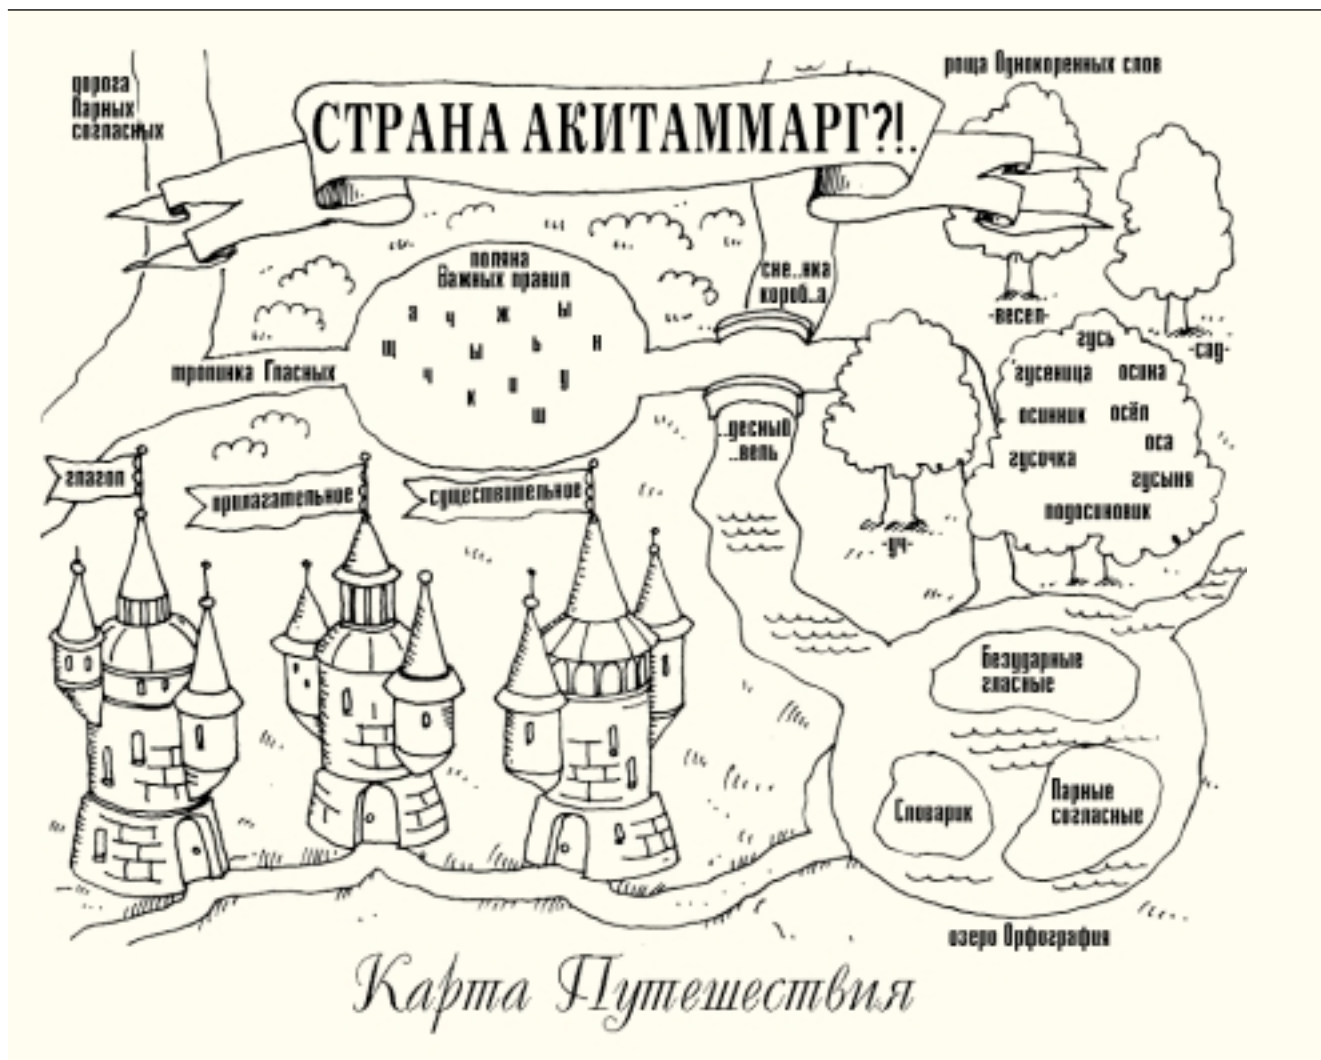 дорога
Парных
согласных
СТРАНА АКИТАММАРГ?!.
роща Однокоренных слов
поляна
Важных правил
а ч ж ы
щ ы ь н
ч к и у
ш
сне..нка
короб..а
тропинка Гласных
-весел-
-сад-
гусь
гусеница осина
осинник осёл
оса
гусочка
гусыня
подосиновик
-уч-
..десный
..вель
глагол
прилагательное
существительное
Безударные
гласные
Словарик
Парные
согласные
озеро Орфография
Карта Путешествия